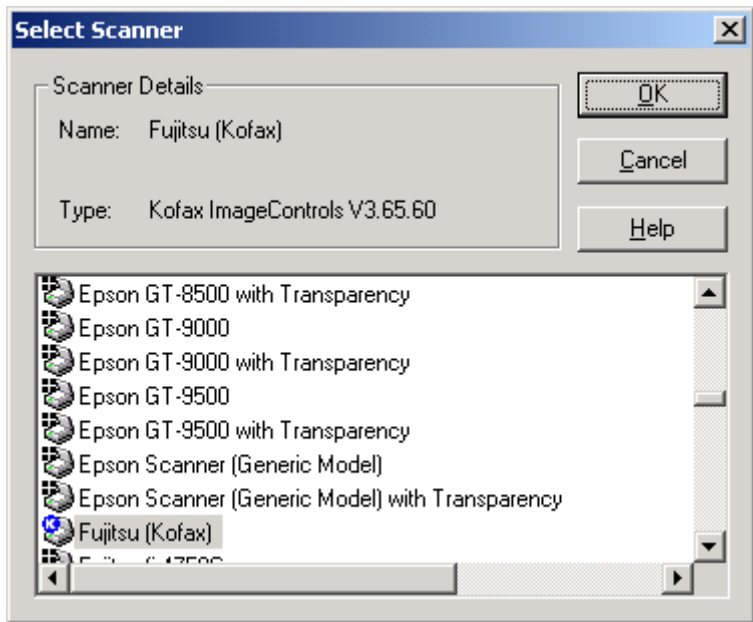 Select Scanner
Scanner Details
Name: Fujitsu (Kofax)
Type: Kofax ImageControls V3.65.60
OK
Cancel
Help
Epson GT-8500 with Transparency
Epson GT-9000
Epson GT-9000 with Transparency
Epson GT-9500
Epson GT-9500 with Transparency
Epson Scanner (Generic Model)
Epson Scanner (Generic Model) with Transparency
Fujitsu (Kofax)